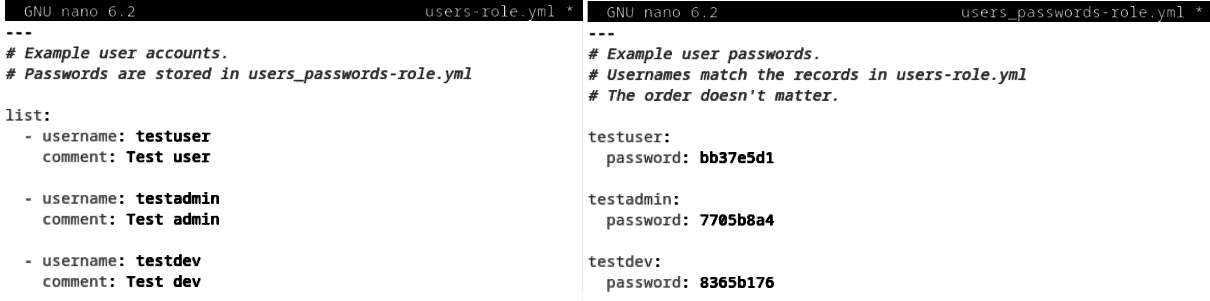 GNU nano 6.2 users-role.yml *
---
# Example user accounts.
# Passwords are stored in users_passwords-role.yml
list:
- username: testuser
comment: Test user
- username: testadmin
comment: Test admin
- username: testdev
comment: Test dev
GNU nano 6.2 users_passwords-role.yml *
---
# Example user passwords.
# Usernames match the records in users-role.yml
# The order doesn't matter.
testuser:
password: bb37e5d1
testadmin:
password: 7705b8a4
testdev:
password: 8365b176